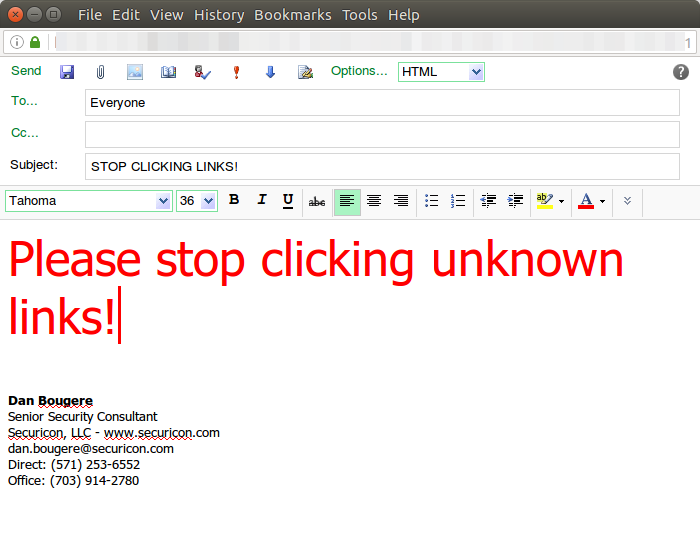 File Edit View History Bookmarks Tools Help
1
Send Options... HTML
To... Everyone
Cc...
Subject: STOP CLICKING LINKS!
Tahoma 36 B I U abc ab A
Please stop clicking unknown
links!
Dan Bougere
Senior Security Consultant
Securicon, LLC - www.securicon.com
dan.bougere@securicon.com
Direct: (571) 253-6552
Office: (703) 914-2780